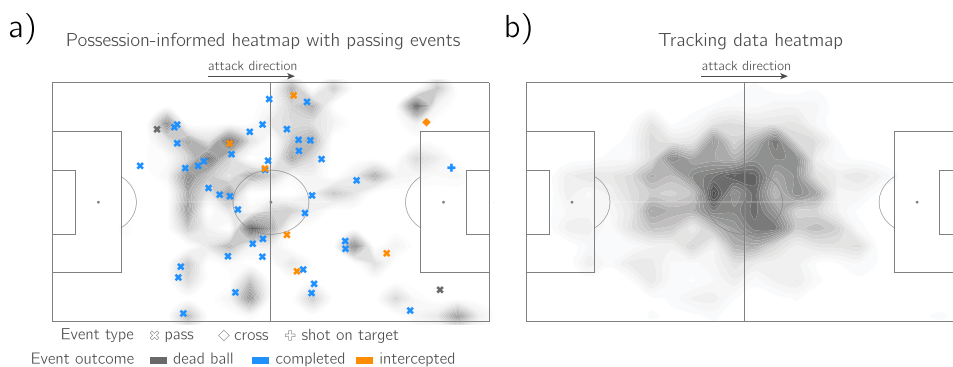 a)
Possession-informed heatmap with passing events
attack direction
b)
Tracking data heatmap
attack direction
Event type pass cross shot on target
Event outcome dead ball completed intercepted